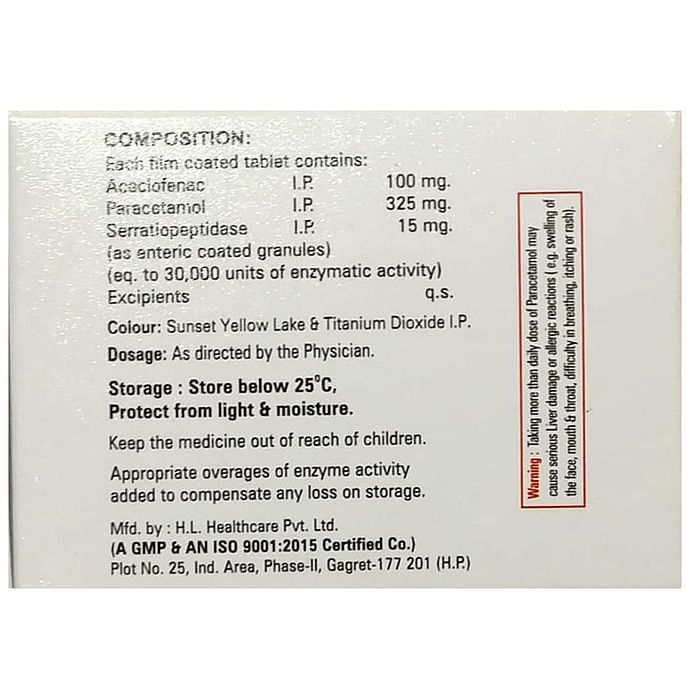 COMPOSITION:
Each film coated tablet contains:
Aceclofenac I.P. 100 mg.
Paracetamol I.P. 325 mg.
Serratiopeptidase I.P. 15 mg.
(as enteric coated granules)
(eq. to 30,000 units of enzymatic activity)
Excipients q.s.
Colour: Sunset Yellow Lake & Titanium Dioxide I.P.
Dosage: As directed by the Physician.
Storage : Store below 25°C,
Protect from light & moisture.
Keep the medicine out of reach of children.
Appropriate overages of enzyme activity
added to compensate any loss on storage.
Mfd. by : H.L. Healthcare Pvt. Ltd.
(A GMP & AN ISO 9001:2015 Certified Co.)
Plot No. 25, Ind. Area, Phase-II, Gagret-177 201 (H.P.)
Warning : Taking more than daily dose of Paracetamol may
cause serious Liver damage or allergic reactions ( e.g. swelling of
the face, mouth & throat, difficulty in breathing, itching or rash).